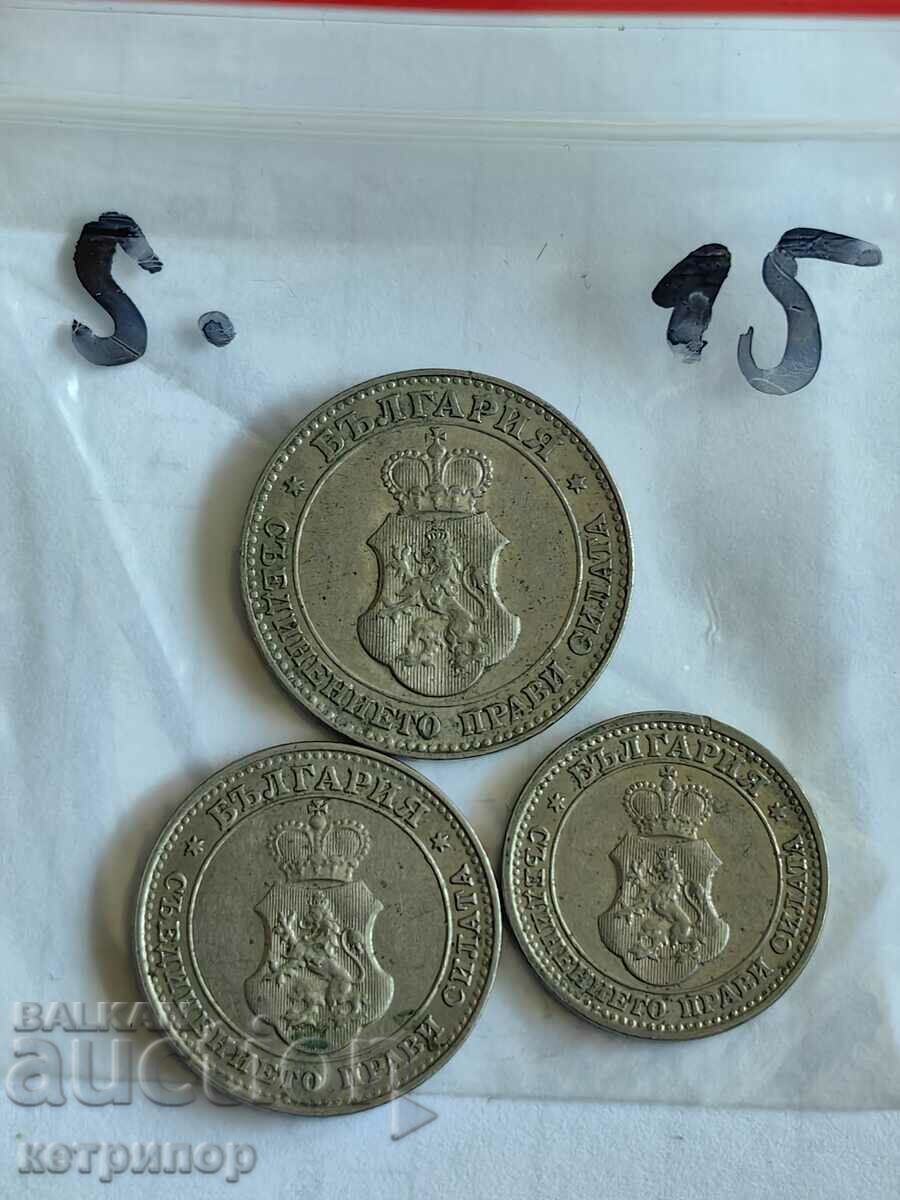 S. 15
БЪЛГАРИЯ
СЪЕДИНЕНИЕТО ПРАВИ СИЛАТА
БЪЛГАРИЯ
СЪЕДИНЕНИЕТО ПРАВИ СИЛАТА
БЪЛГАРИЯ
СЪЕДИНЕНИЕТО ПРАВИ СИЛАТА
BALKAN
auction
кетрипор